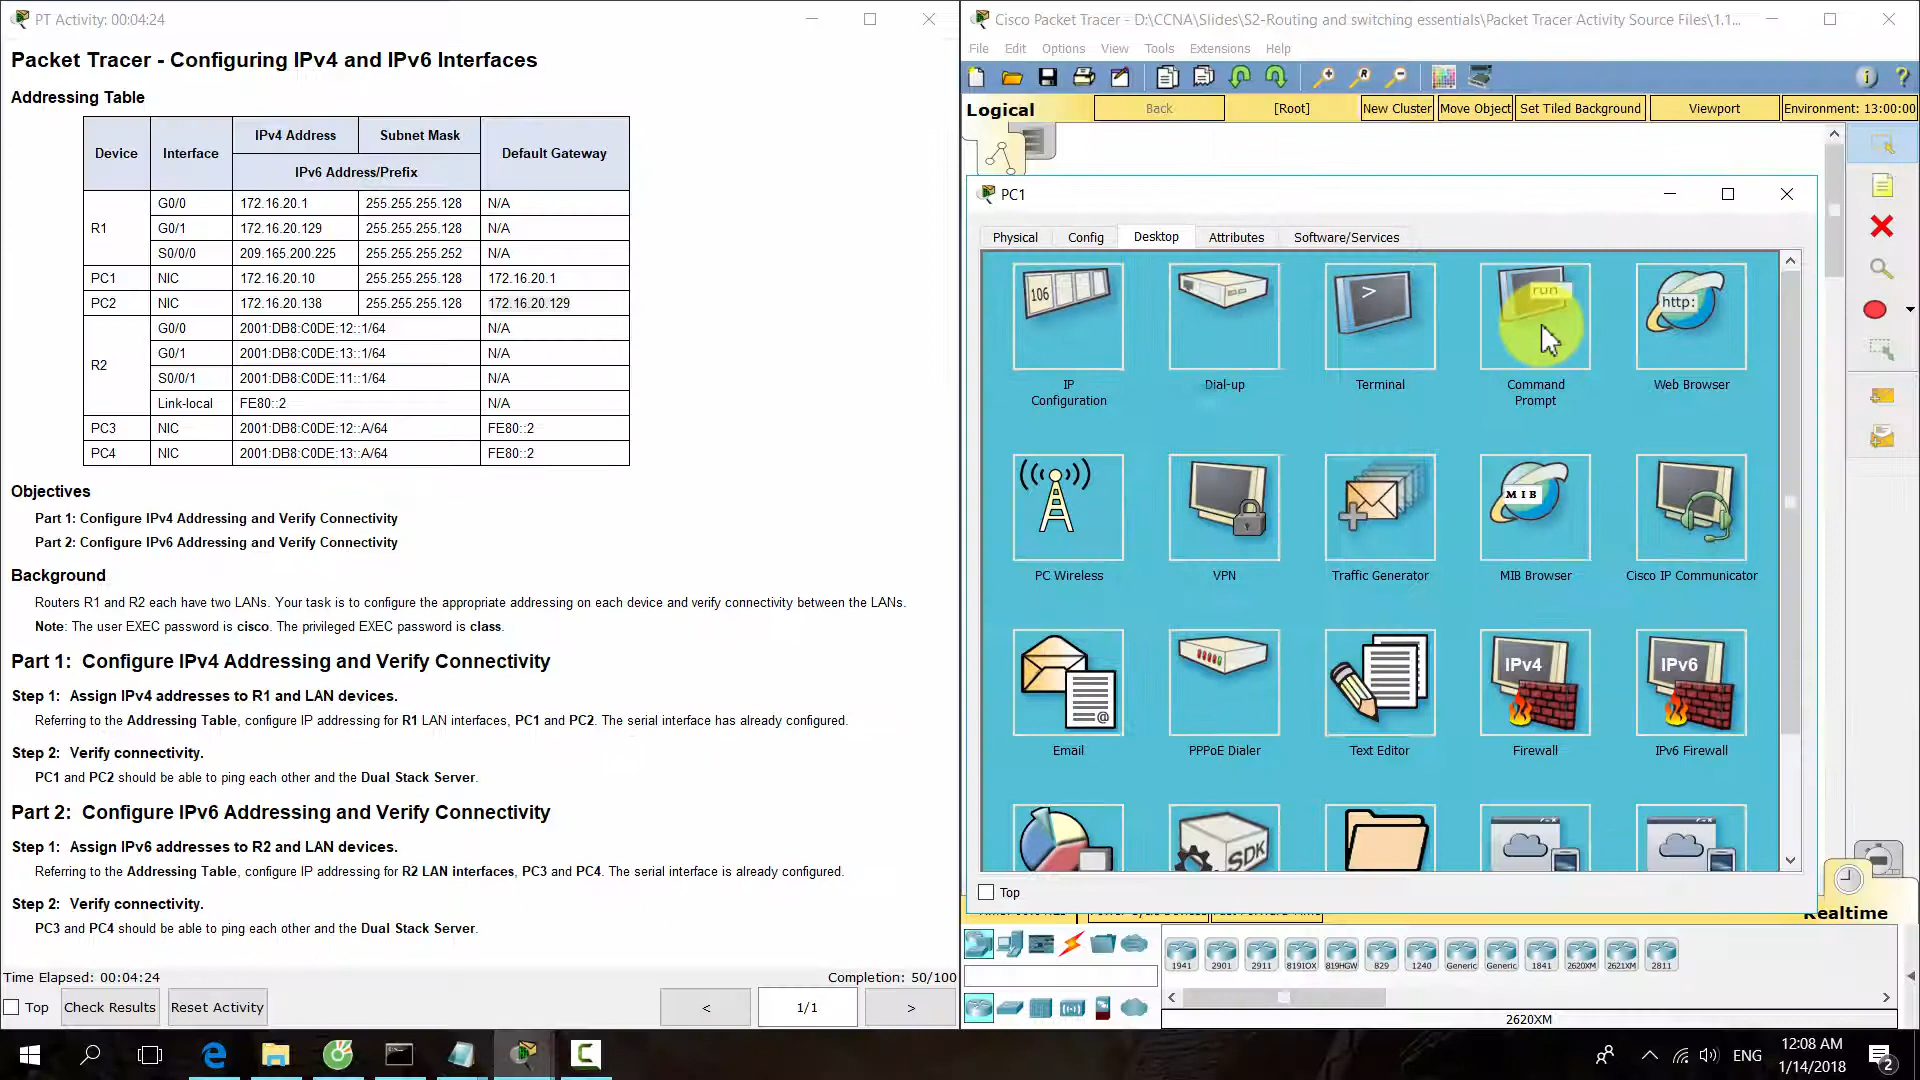 PT Activity: 00:04:24
Packet Tracer - Configuring IPv4 and IPv6 Interfaces
Addressing Table
Device Interface IPv4 Address Subnet Mask Default Gateway
IPv6 Address/Prefix
R1 G0/0 172.16.20.1 255.255.255.128 N/A
G0/1 172.16.20.129 255.255.255.128 N/A
S0/0/0 209.165.200.225 255.255.255.252 N/A
PC1 NIC 172.16.20.10 255.255.255.128 172.16.20.1
PC2 NIC 172.16.20.138 255.255.255.128 172.16.20.129
R2 G0/0 2001:DB8:C0DE:12::1/64 N/A
G0/1 2001:DB8:C0DE:13::1/64 N/A
S0/0/1 2001:DB8:C0DE:11::1/64 N/A
Link-local FE80::2 N/A
PC3 NIC 2001:DB8:C0DE:12::A/64 FE80::2
PC4 NIC 2001:DB8:C0DE:13::A/64 FE80::2
Objectives
Part 1: Configure IPv4 Addressing and Verify Connectivity
Part 2: Configure IPv6 Addressing and Verify Connectivity
Background
Routers R1 and R2 each have two LANs. Your task is to configure the appropriate addressing on each device and verify connectivity between the LANs.
Note: The user EXEC password is cisco. The privileged EXEC password is class.
Part 1: Configure IPv4 Addressing and Verify Connectivity
Step 1: Assign IPv4 addresses to R1 and LAN devices.
Referring to the Addressing Table, configure IP addressing for R1 LAN interfaces, PC1 and PC2. The serial interface has already configured.
Step 2: Verify connectivity.
PC1 and PC2 should be able to ping each other and the Dual Stack Server.
Part 2: Configure IPv6 Addressing and Verify Connectivity
Step 1: Assign IPv6 addresses to R2 and LAN devices.
Referring to the Addressing Table, configure IP addressing for R2 LAN interfaces, PC3 and PC4. The serial interface is already configured.
Step 2: Verify connectivity.
PC3 and PC4 should be able to ping each other and the Dual Stack Server.
Time Elapsed: 00:04:24
Completion: 50/100
Top
Check Results
Reset Activity
<
1/1
>
Cisco Packet Tracer - D:\CCNA\Slides\S2-Routing and switching essentials\Packet Tracer Activity Source Files\1.1...
File Edit Options View Tools Extensions Help
Logical
Back
[Root]
New Cluster
Move Object
Set Tiled Background
Viewport
Environment: 13:00:00
PC1
Physical Config Desktop Attributes Software/Services
106
>
run
http:
IP
Configuration
Dial-up
Terminal
Command
Prompt
Web Browser
MIB
PC Wireless
VPN
Traffic Generator
MIB Browser
Cisco IP Communicator
@
IPv4
IPv6
Email
PPPoE Dialer
Text Editor
Firewall
IPv6 Firewall
SDK
Top
Realtime
1941 2901 2911 819IOX 819HGW 829 1240 Generic Generic 1841 2620XM 2621XM 2811
2620XM
ENG
12:08 AM
1/14/2018
2